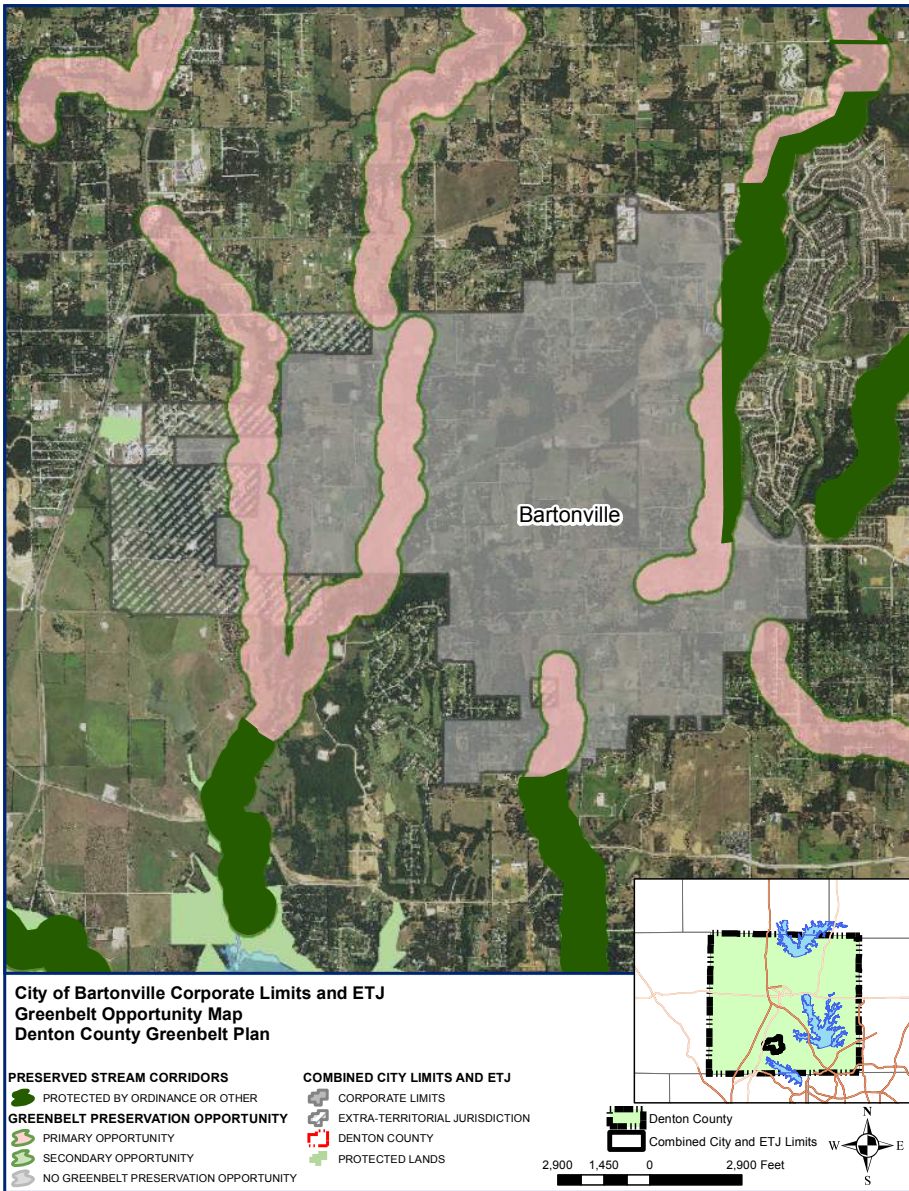 Bartonville
City of Bartonville Corporate Limits and ETJ
Greenbelt Opportunity Map
Denton County Greenbelt Plan
PRESERVED STREAM CORRIDORS
PROTECTED BY ORDINANCE OR OTHER
GREENBELT PRESERVATION OPPORTUNITY
PRIMARY OPPORTUNITY
SECONDARY OPPORTUNITY
NO GREENBELT PRESERVATION OPPORTUNITY
COMBINED CITY LIMITS AND ETJ
CORPORATE LIMITS
EXTRA-TERRITORIAL JURISDICTION
DENTON COUNTY
PROTECTED LANDS
Denton County
Combined City and ETJ Limits
2,900 1,450 0 2,900 Feet
N
W E
S